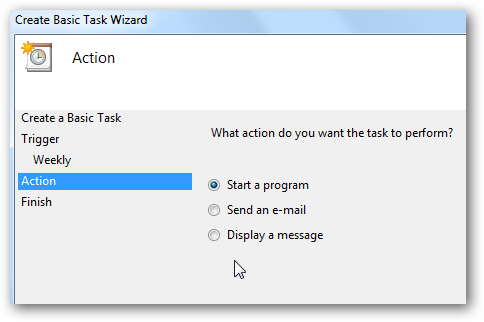 Create Basic Task Wizard
Action
Create a Basic Task
What action do you want the task to perform?
Trigger
Weekly
Action
Start a program
Finish
Send an e-mail
Display a message